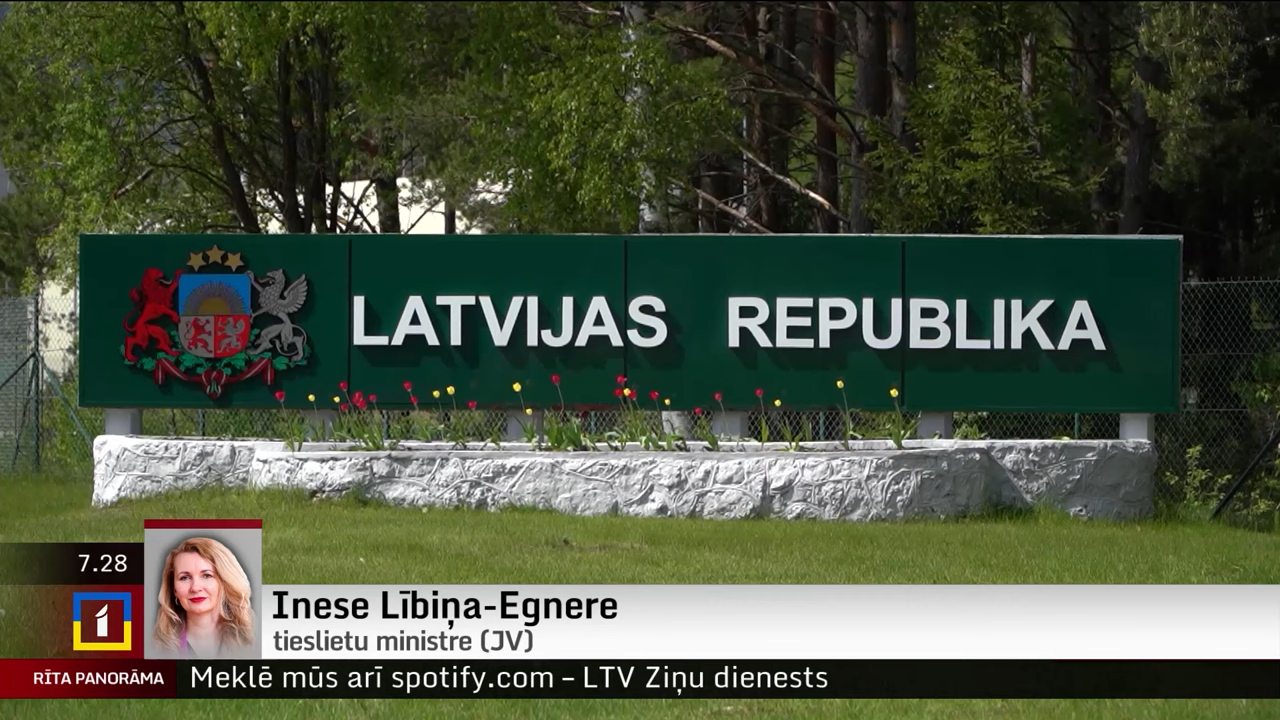 LATVIJAS REPUBLIKA
7.28
1
Inese Lībiņa-Egnere
tieslietu ministre (JV)
RĪTA PANORĀMA
Meklē mūs arī spotify.com – LTV Ziņu dienests